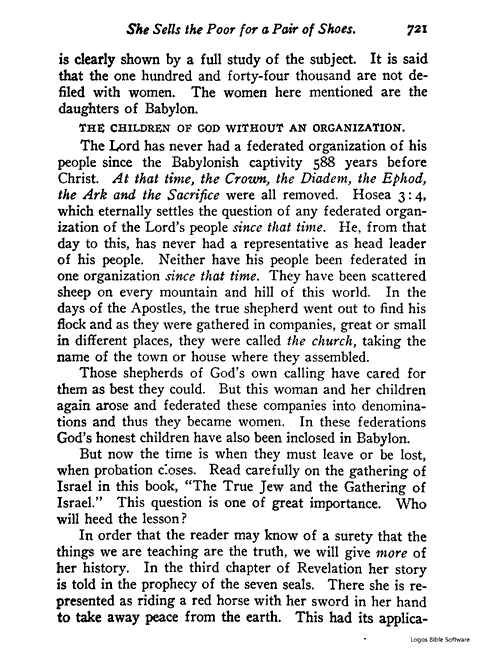 She Sells the Poor for a Pair of Shoes. 721
is clearly shown by a full study of the subject. It is said
that the one hundred and forty-four thousand are not de-
filed with women. The women here mentioned are the
daughters of Babylon.
THE CHILDREN OF GOD WITHOUT AN ORGANIZATION.
The Lord has never had a federated organization of his
people since the Babylonish captivity 588 years before
Christ. At that time, the Crown, the Diadem, the Ephod,
the Ark and the Sacrifice were all removed. Hosea 3:4,
which eternally settles the question of any federated organ-
ization of the Lord's people since that time. He, from that
day to this, has never had a representative as head leader
of his people. Neither have his people been federated in
one organization since that time. They have been scattered
sheep on every mountain and hill of this world. In the
days of the Apostles, the true shepherd went out to find his
flock and as they were gathered in companies, great or small
in different places, they were called the church, taking the
name of the town or house where they assembled.
Those shepherds of God's own calling have cared for
them as best they could. But this woman and her children
again arose and federated these companies into denomina-
tions and thus they became women. In these federations
God's honest children have also been inclosed in Babylon.
But now the time is when they must leave or be lost,
when probation closes. Read carefully on the gathering of
Israel in this book, "The True Jew and the Gathering of
Israel." This question is one of great importance. Who
will heed the lesson?
In order that the reader may know of a surety that the
things we are teaching are the truth, we will give more of
her history. In the third chapter of Revelation her story
is told in the prophecy of the seven seals. There she is re-
presented as riding a red horse with her sword in her hand
to take away peace from the earth. This had its applica-
Logos Bible Software